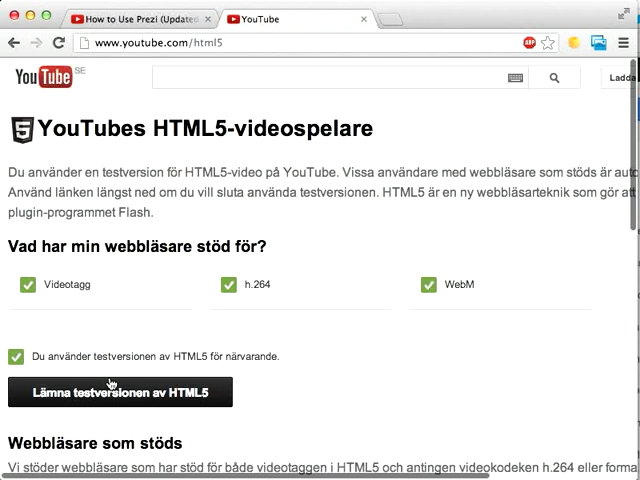 How to Use Prezi (Updated
YouTube
www.youtube.com/html5
ABP
YouTube SE
Ladda
5 YouTubes HTML5-videospelare
Du använder en testversion för HTML5-video på YouTube. Vissa användare med webbläsare som stöds är auto
Använd länken längst ned om du vill sluta använda testversionen. HTML5 är en ny webbläsarteknik som gör att
plugin-programmet Flash.
Vad har min webbläsare stöd för?
Videotagg
h.264
WebM
Du använder testversionen av HTML5 för närvarande.
Lämna testversionen av HTML5
Webbläsare som stöds
Vi stöder webbläsare som har stöd för både videotaggen i HTML5 och antingen videokodeken h.264 eller forma